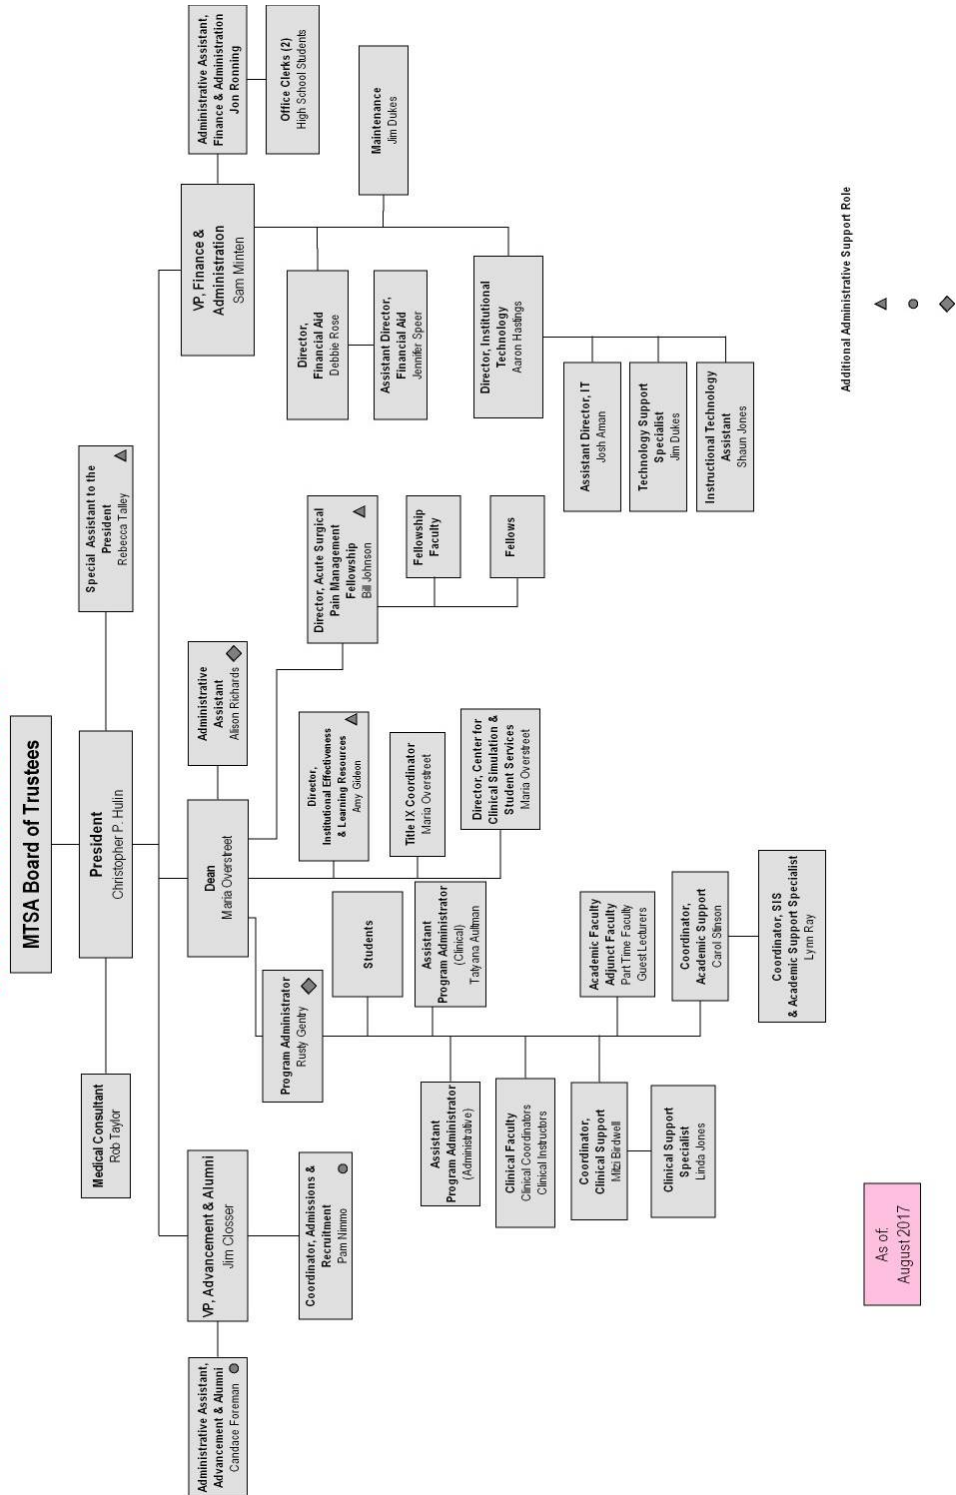 MTSA Board of Trustees
President
Christopher P. Hulin
Medical Consultant
Rob Taylor
Special Assistant to the
President
Rebecca Talley
VP, Advancement & Alumni
Jim Closser
Administrative Assistant,
Advancement & Alumni
Candace Foreman
Coordinator, Admissions &
Recruitment
Pam Nimmo
Dean
Maria Overstreet
Administrative
Assistant
Alison Richards
Program Administrator
Rusty Gentry
Students
Assistant
Program Administrator
(Clinical)
Tatyana Aultman
Assistant
Program Administrator
(Administrative)
Clinical Faculty
Clinical Coordinators
Clinical Instructors
Academic Faculty
Adjunct Faculty
Part Time Faculty
Guest Lecturers
Coordinator,
Clinical Support
Mitzi Birdwell
Clinical Support
Specialist
Linda Jones
Coordinator,
Academic Support
Carol Stinson
Coordinator, SIS
& Academic Support Specialist
Lynn Ray
Director,
Institutional Effectiveness
& Learning Resources
Amy Gideon
Title IX Coordinator
Maria Overstreet
Director, Center for
Clinical Simulation &
Student Services
Maria Overstreet
Director, Acute Surgical
Pain Management
Fellowship
Bill Johnson
Fellowship
Faculty
Fellows
VP, Finance &
Administration
Sam Minten
Administrative Assistant,
Finance & Administration
Jon Ronning
Office Clerks (2)
High School Students
Maintenance
Jim Dukes
Director,
Financial Aid
Debbie Rose
Assistant Director,
Financial Aid
Jennifer Speer
Director, Institutional
Technology
Aaron Hastings
Assistant Director, IT
Josh Aman
Technology Support
Specialist
Jim Dukes
Instructional Technology
Assistant
Shaun Jones
Additional Administrative Support Role
As of:
August 2017